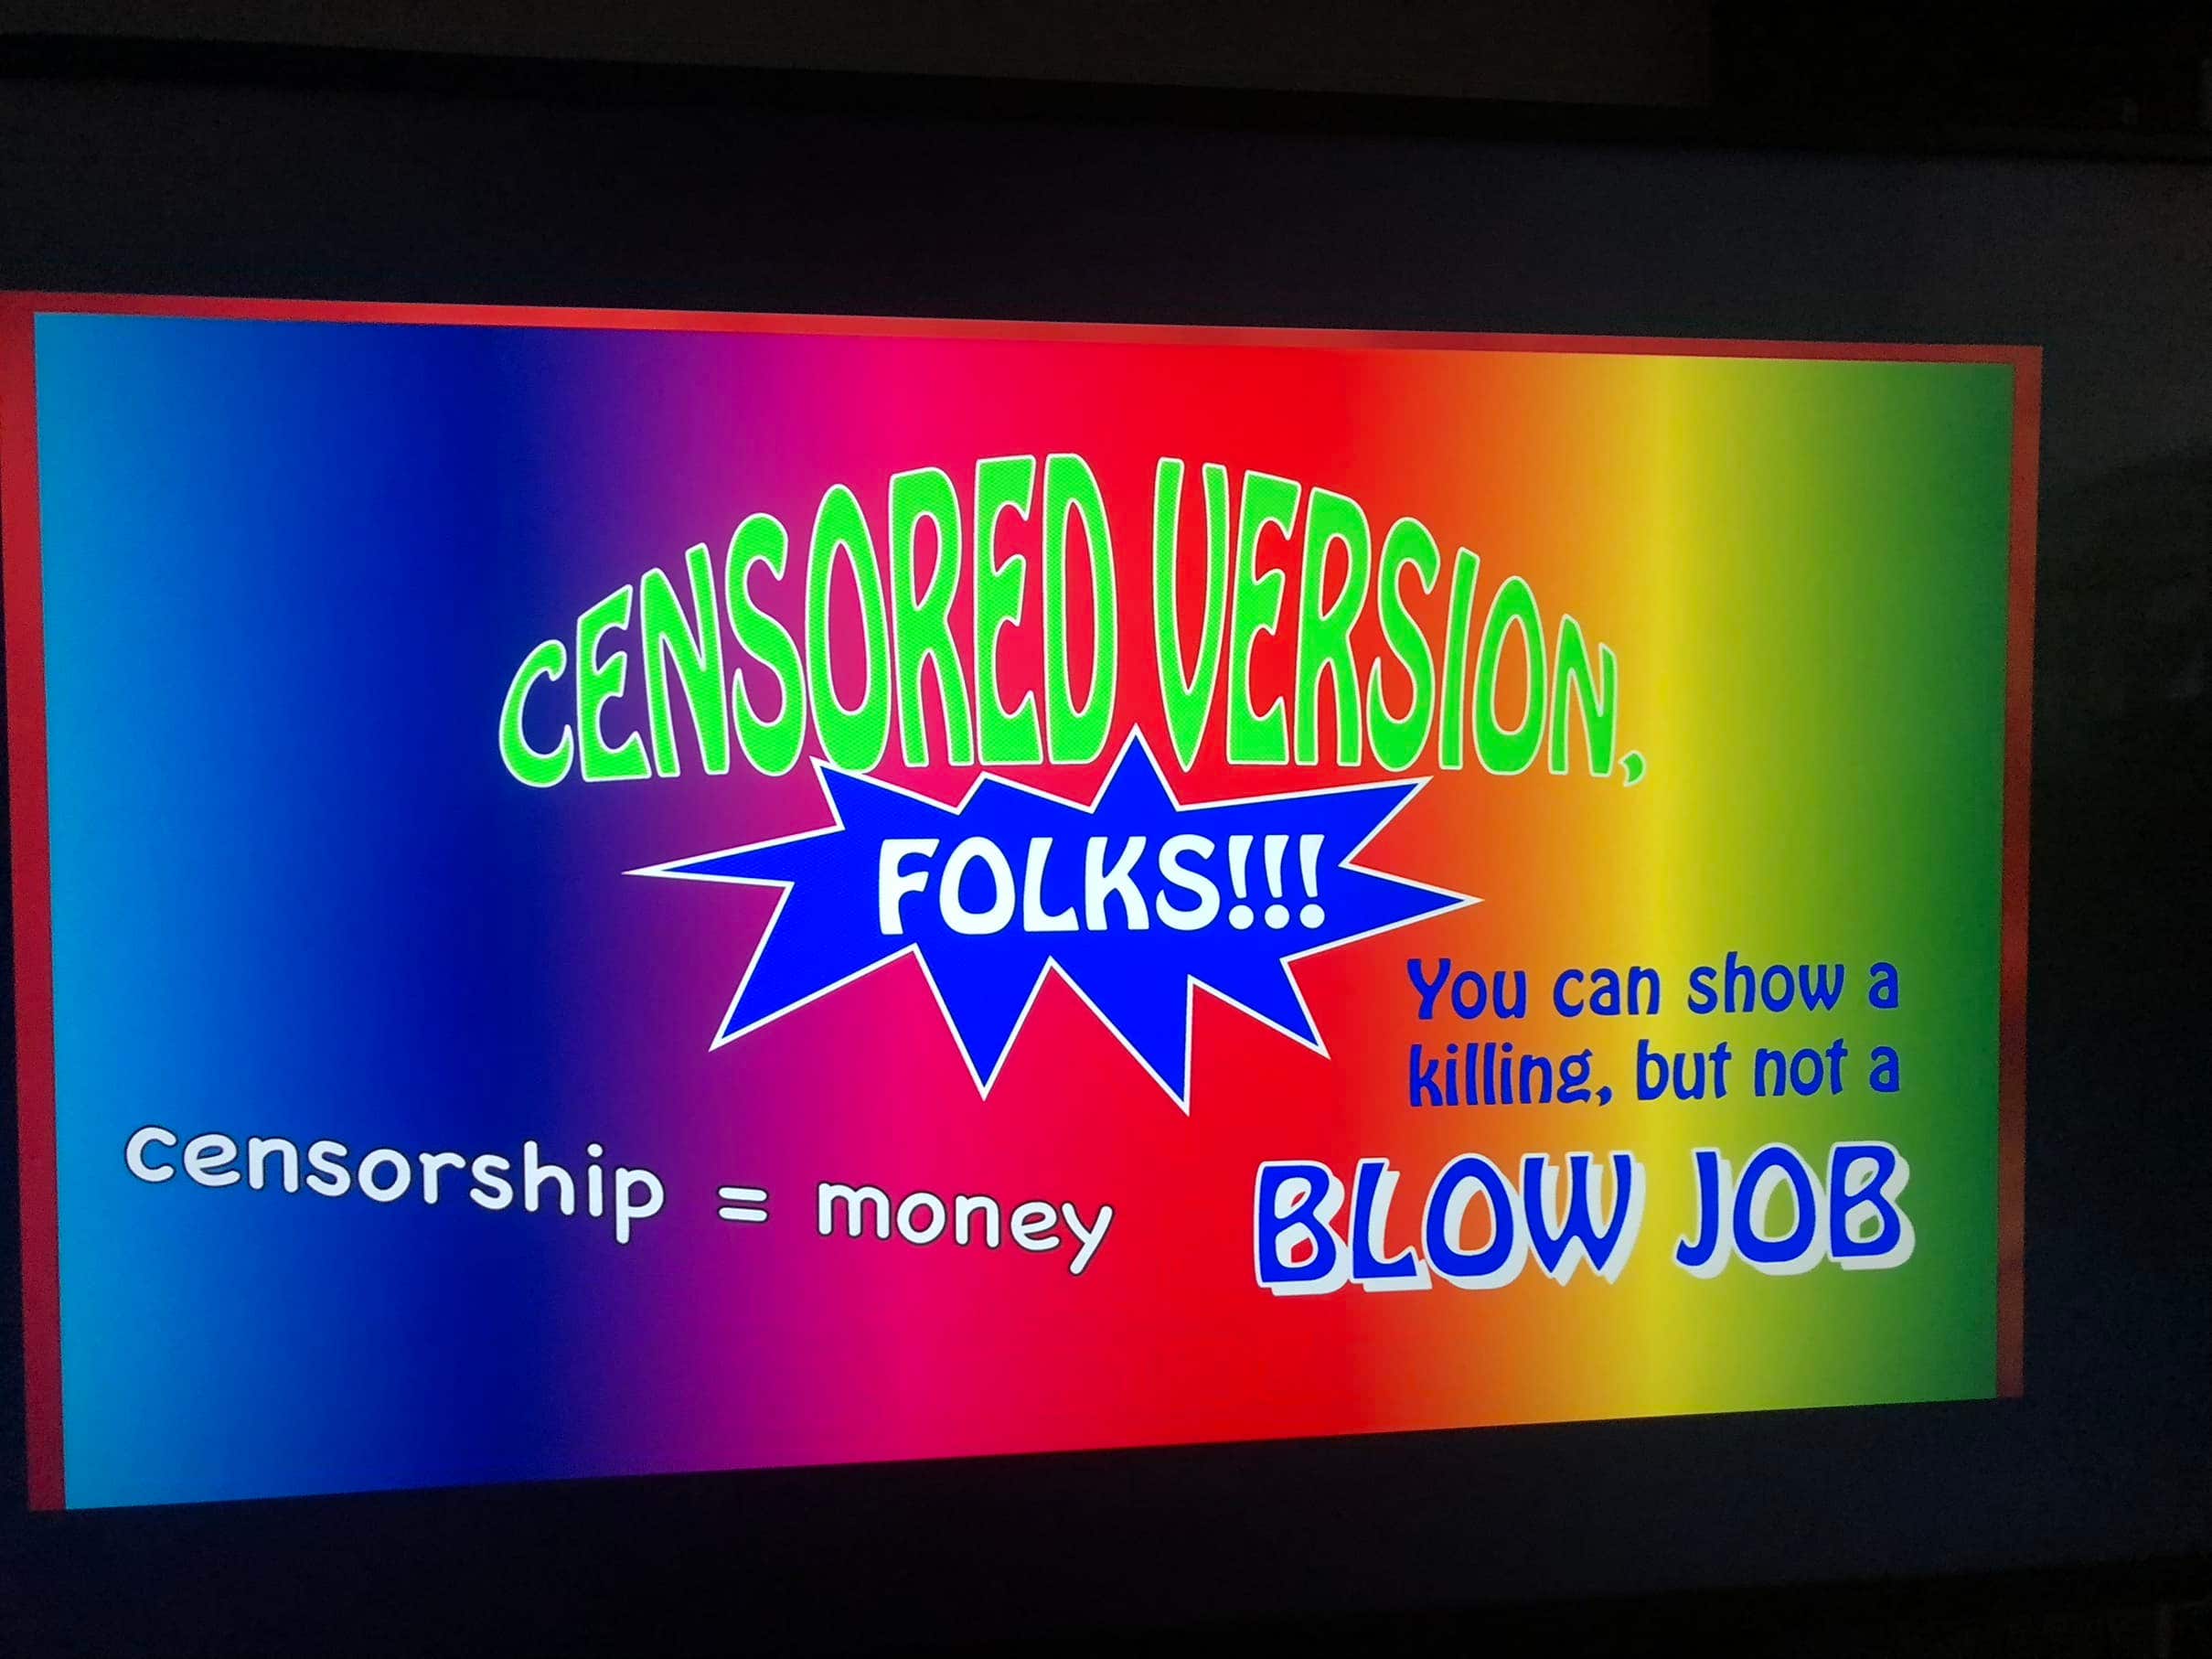 CENSORED VERSION,
FOLKS!!!
You can show a
killing, but not a
BLOW JOB
censorship = money